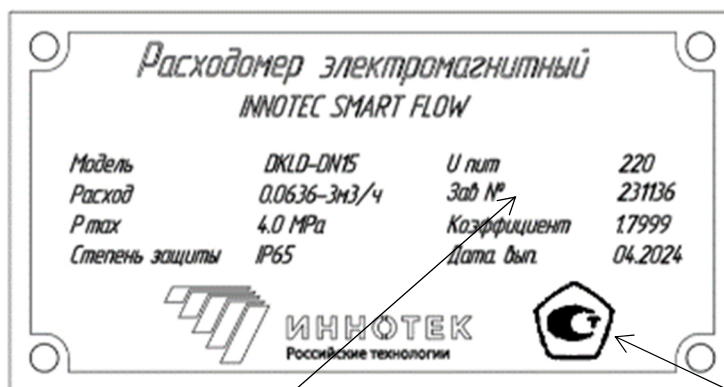 Расходомер электромагнитный
INNOTEC SMART FLOW
Модель DKLD-DN15 U пит 220
Расход 0.0636-3м3/ч Зав № 231136
P max 4.0 MPa Коэффициент 1.7999
Степень защиты IP65 Дата вып. 04.2024
ИННОТЕК
Российские технологии